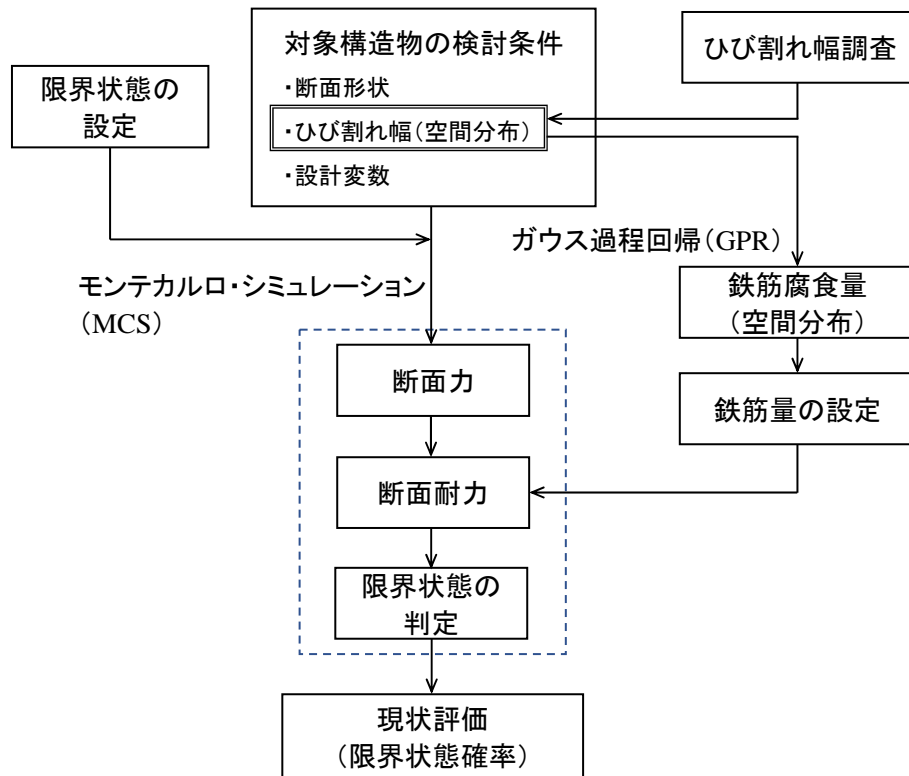 対象構造物の検討条件
・断面形状
・ひび割れ幅（空間分布）
・設計変数
ひび割れ幅調査
限界状態の
設定
ガウス過程回帰（GPR）
モンテカルロ・シミュレーション
（MCS）
鉄筋腐食量
（空間分布）
断面力
鉄筋量の設定
断面耐力
限界状態の
判定
現状評価
（限界状態確率）